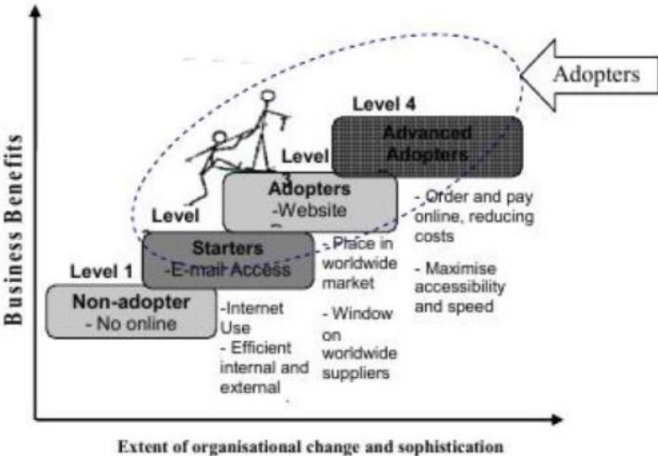 Business Benefits
Adopters
Level 4
Advanced
Adopters
- Order and pay
online, reducing
costs
- Maximise
accessibility
and speed
Level
3
Adopters
-Website
- Place in
worldwide
market
- Window
on
worldwide
suppliers
Level
Starters
-E-mail Access
-Internet
Use
- Efficient
internal and
external
Level 1
Non-adopter
- No online
Extent of organisational change and sophistication